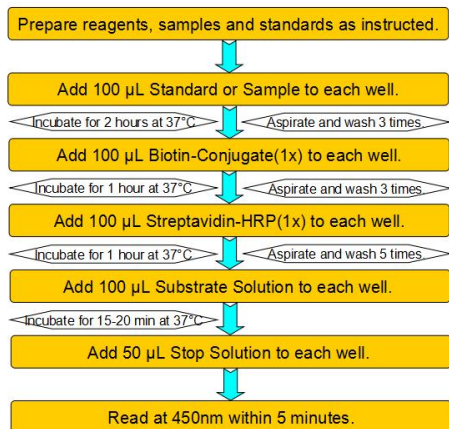 Prepare reagents, samples and standards as instructed.
Add 100 µL Standard or Sample to each well.
Incubate for 2 hours at 37°C
Aspirate and wash 3 times.
Add 100 µL Biotin-Conjugate(1x) to each well.
Incubate for 1 hour at 37°C
Aspirate and wash 3 times.
Add 100 µL Streptavidin-HRP(1x) to each well.
Incubate for 1 hour at 37°C
Aspirate and wash 5 times.
Add 100 µL Substrate Solution to each well.
Incubate for 15-20 min at 37°C
Add 50 µL Stop Solution to each well.
Read at 450nm within 5 minutes.